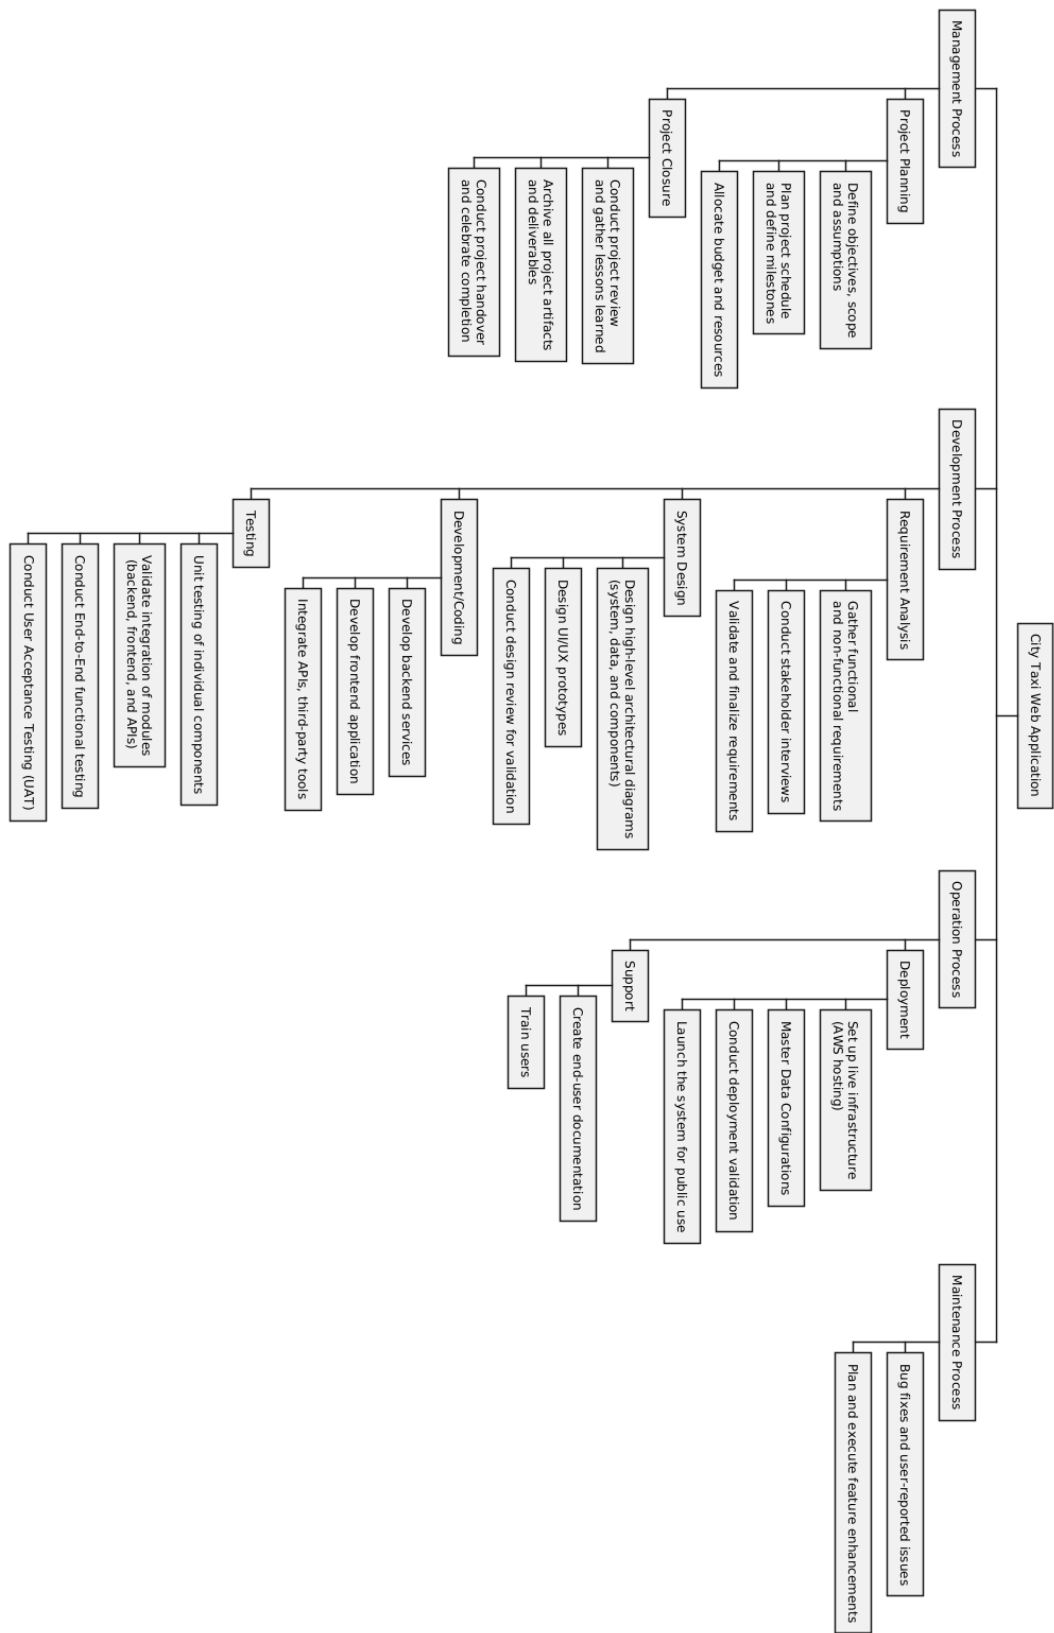 City Taxi Web Application
Management Process
Project Planning
Define objectives, scope
and assumptions
Plan project schedule
and define milestones
Allocate budget and resources
Project Closure
Conduct project review
and gather lessons learned
Archive all project artifacts
and deliverables
Conduct project handover
and celebrate completion
Development Process
Requirement Analysis
Gather functional
and non-functional requirements
Conduct stakeholder interviews
Validate and finalize requirements
System Design
Design high-level architectural diagrams
(system, data, and components)
Design UI/UX prototypes
Conduct design review for validation
Development/Coding
Develop backend services
Develop frontend application
Integrate APIs, third-party tools
Testing
Unit testing of individual components
Validate integration of modules
(backend, frontend, and APIs)
Conduct End-to-End functional testing
Conduct User Acceptance Testing (UAT)
Operation Process
Deployment
Set up live infrastructure
(AWS hosting)
Master Data Configurations
Conduct deployment validation
Launch the system for public use
Support
Create end-user documentation
Train users
Maintenance Process
Bug fixes and user-reported issues
Plan and execute feature enhancements